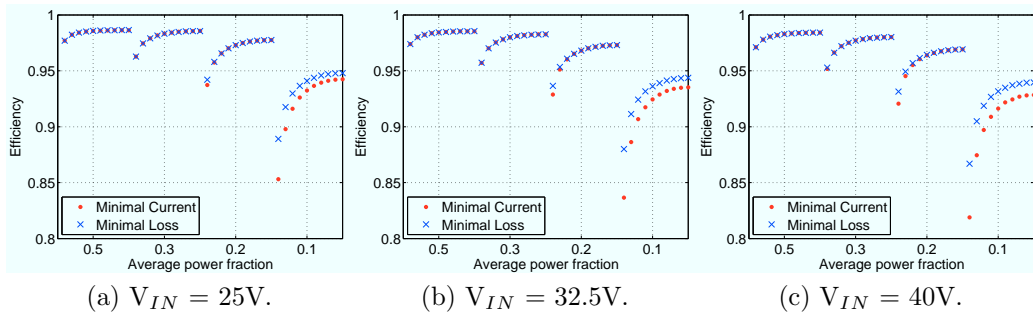 1
0.95
0.9
0.85
0.8
Efficiency
Minimal Current
Minimal Loss
0.5
0.3
0.2
0.1
Average power fraction
(a) V_IN = 25V.
1
0.95
0.9
0.85
0.8
Efficiency
Minimal Current
Minimal Loss
0.5
0.3
0.2
0.1
Average power fraction
(b) V_IN = 32.5V.
1
0.95
0.9
0.85
0.8
Efficiency
Minimal Current
Minimal Loss
0.5
0.3
0.2
0.1
Average power fraction
(c) V_IN = 40V.